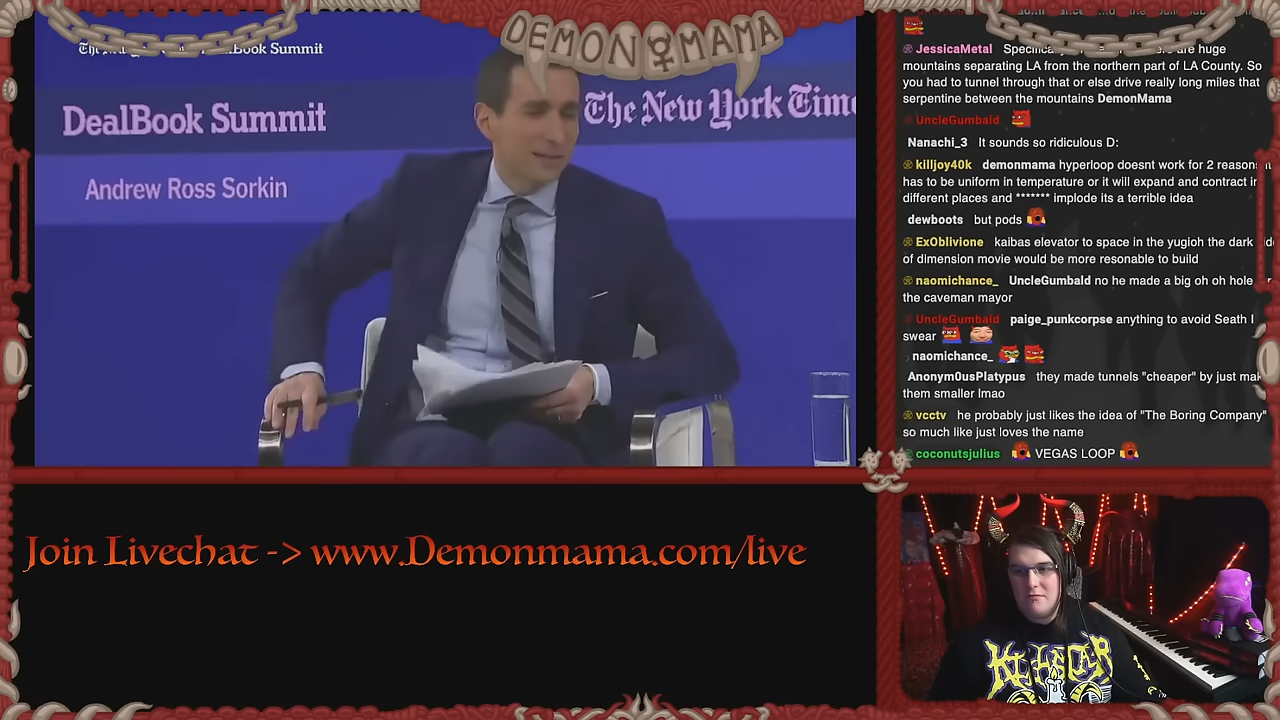 DEMON MAMA
DealBook Summit
DealBook Summit
The New York Time
Andrew Ross Sorkin
JessicaMetal are huge
mountains separating LA from the northern part of LA County. So
you had to tunnel through that or else drive really long miles that
serpentine between the mountains DemonMama
UncleGumbald
Nanachi_3 It sounds so ridiculous D:
killjoy40k demonmama hyperloop doesnt work for 2 reasons
has to be uniform in temperature or it will expand and contract in
different places and ******* implode its a terrible idea
dewboots but pods
ExOblivione kaibas elevator to space in the yugioh the dark
of dimension movie would be more resonable to build
naomichance_ UncleGumbald no he made a big oh oh hole
the caveman mayor
UncleGumbald paige_punkcorpse anything to avoid Seath I
swear
naomichance_
Anonym0usPlatypus they made tunnels "cheaper" by just mak
them smaller lmao
vcctv he probably just likes the idea of "The Boring Company"
so much like just loves the name
coconutsjulius VEGAS LOOP
Join Livechat -> www.Demonmama.com/live